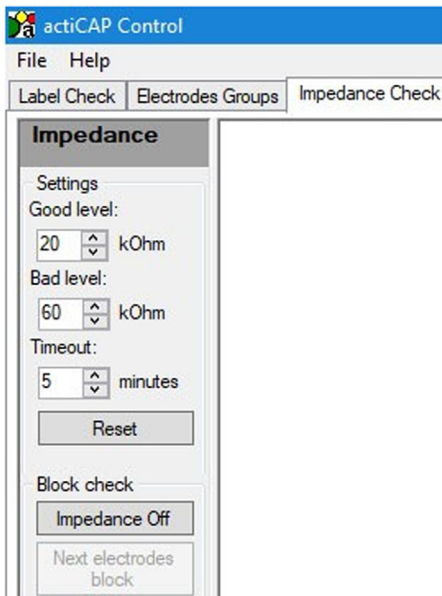 actiCAP Control
File Help
Label Check Electrodes Groups Impedance Check
Impedance
Settings
Good level:
20 kOhm
Bad level:
60 kOhm
Timeout:
5 minutes
Reset
Block check
Impedance Off
Next electrodes
block